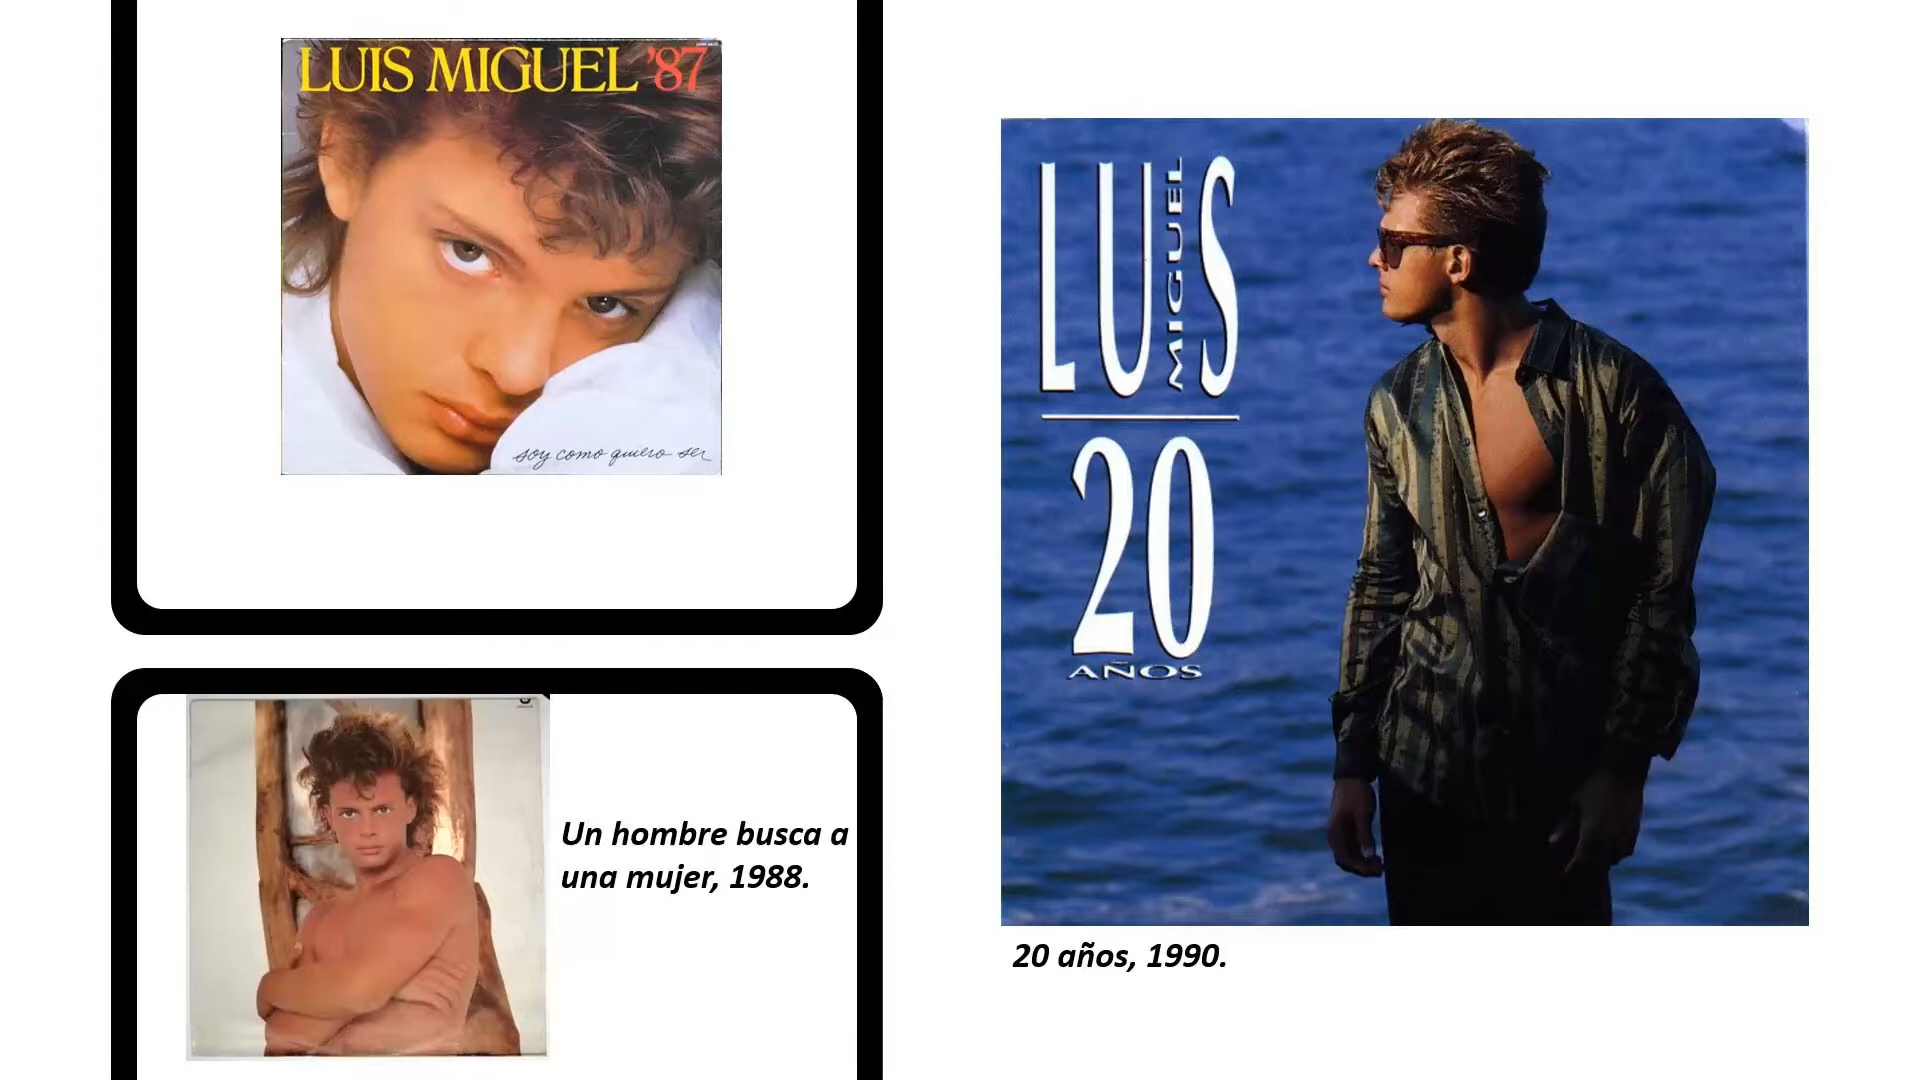 LUIS MIGUEL '87
soy como quiero ser
Un hombre busca a
una mujer, 1988.
LUIS
MIGUEL
20
AÑOS
20 años, 1990.